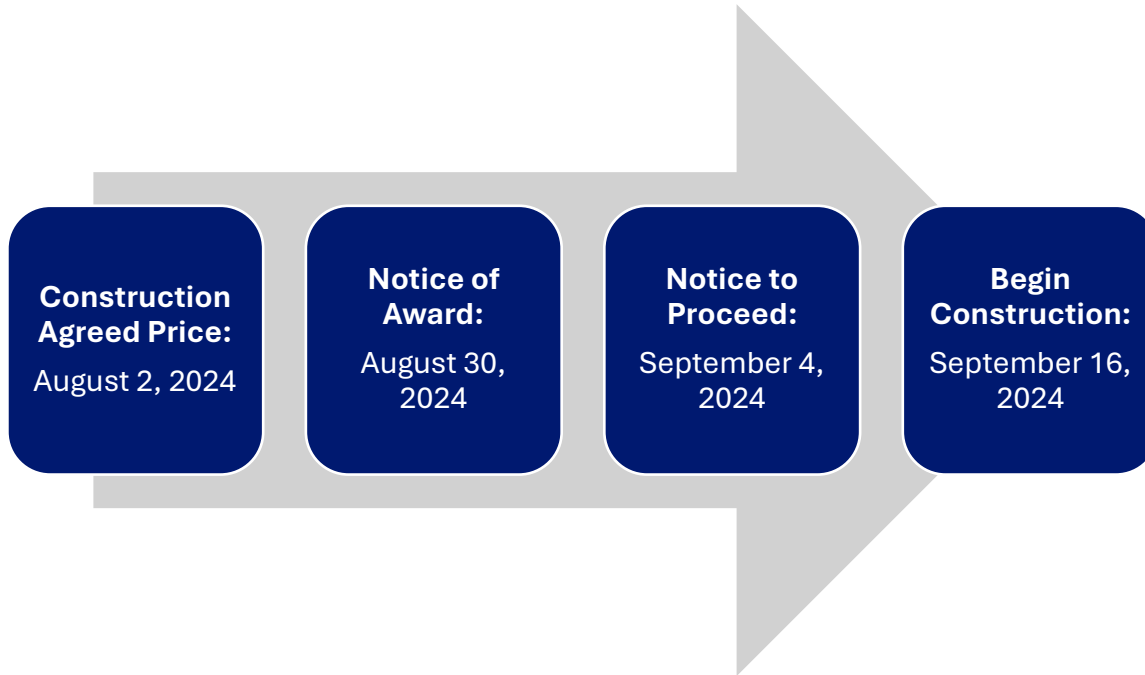 Construction
Agreed Price:
August 2, 2024
Notice of
Award:
August 30,
2024
Notice to
Proceed:
September 4,
2024
Begin
Construction:
September 16,
2024